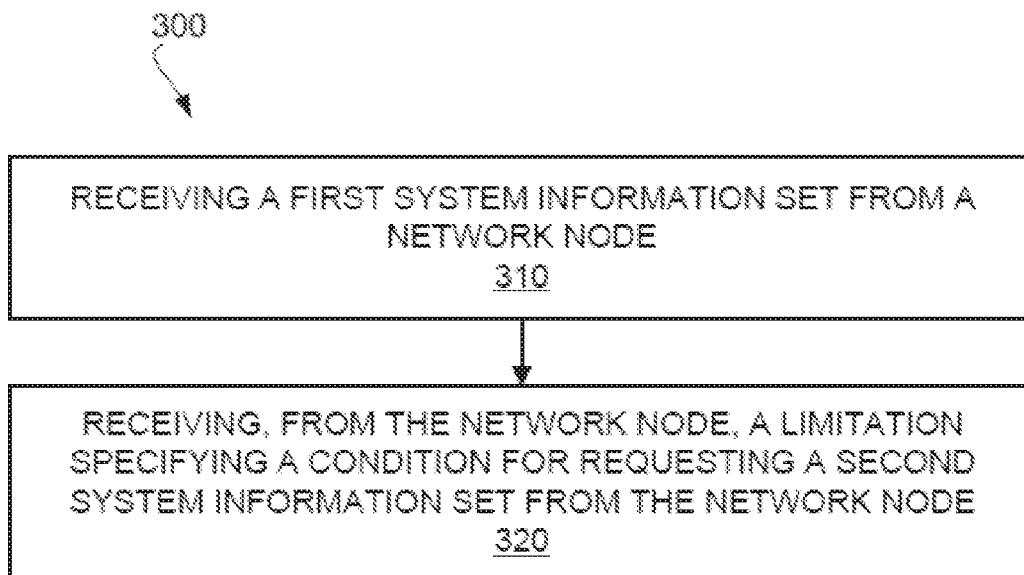 300
RECEIVING A FIRST SYSTEM INFORMATION SET FROM A
NETWORK NODE
310
RECEIVING, FROM THE NETWORK NODE, A LIMITATION
SPECIFYING A CONDITION FOR REQUESTING A SECOND
SYSTEM INFORMATION SET FROM THE NETWORK NODE
320